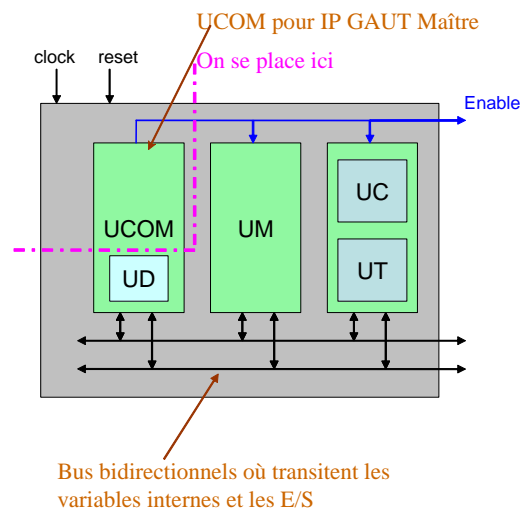 UCOM pour IP GAUT Maître
On se place ici
clock
reset
Enable
UCOM
UD
UM
UC
UT
Bus bidirectionnels où transitent les
variables internes et les E/S